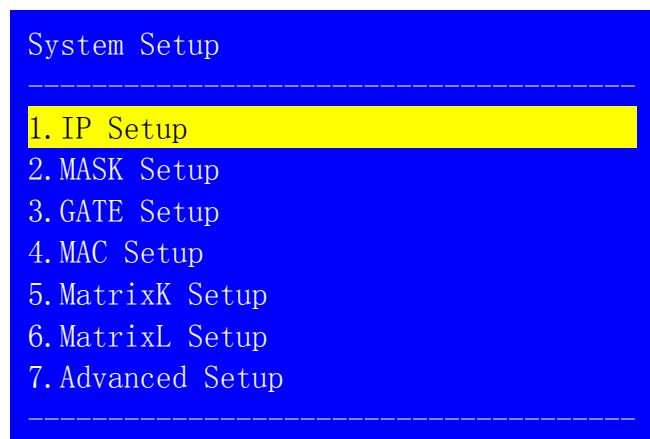 System Setup
--------------------------------------
1.IP Setup
2.MASK Setup
3.GATE Setup
4.MAC Setup
5.MatrixK Setup
6.MatrixL Setup
7.Advanced Setup
--------------------------------------